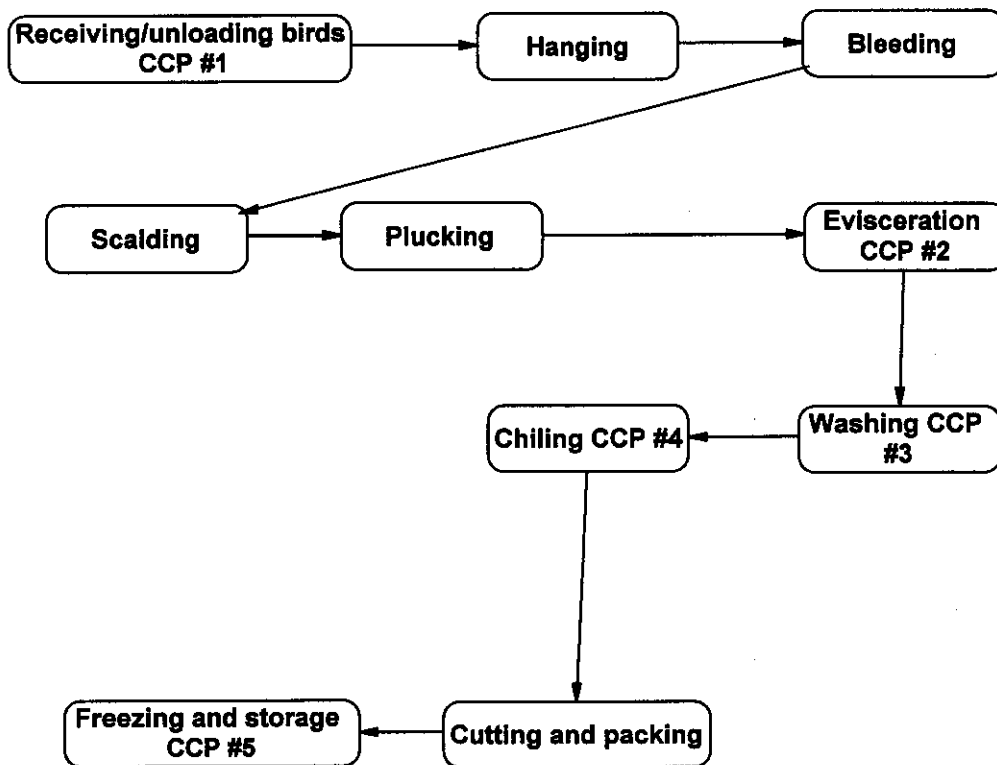 Receiving/unloading birds
CCP #1
Hanging
Bleeding
Scalding
Plucking
Evisceration
CCP #2
Washing CCP
#3
Chiling CCP #4
Cutting and packing
Freezing and storage
CCP #5